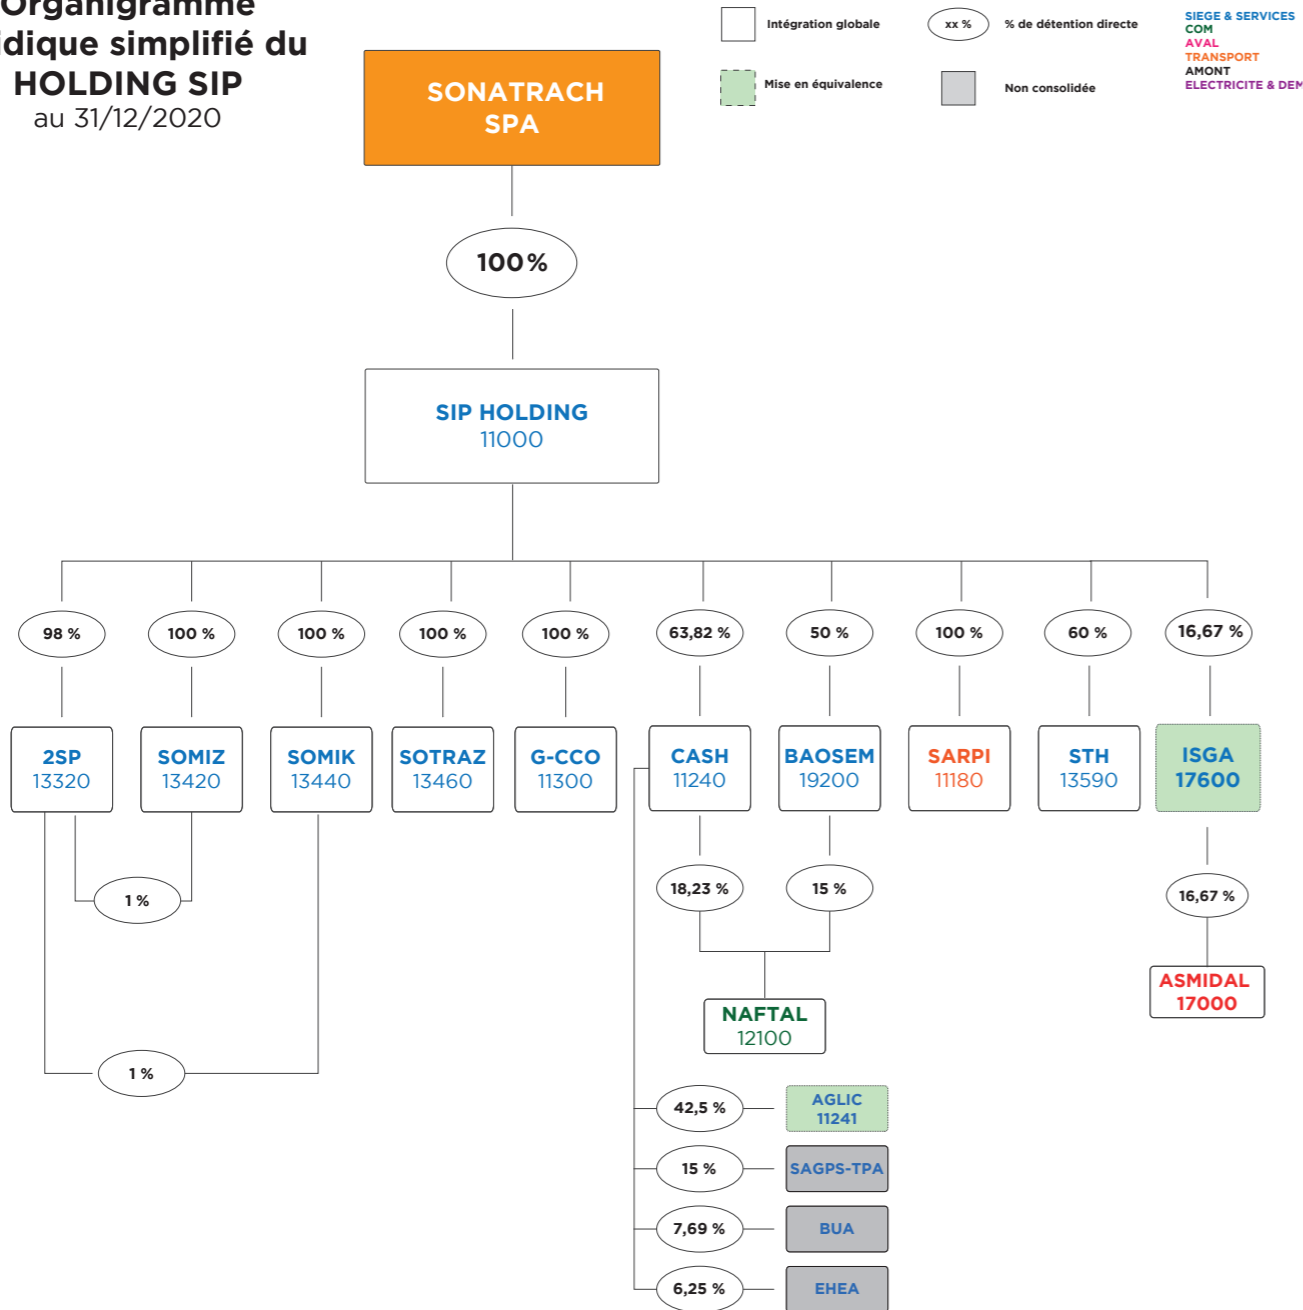 Organigramme
idique simplifié du
HOLDING SIP
au 31/12/2020
Intégration globale
xx %
% de détention directe
Mise en équivalence
Non consolidée
SIEGE & SERVICES
COM
AVAL
TRANSPORT
AMONT
ELECTRICITE & DEM
SONATRACH
SPA
100%
SIP HOLDING
11000
98 %
100 %
100 %
100 %
100 %
63,82 %
50 %
100 %
60 %
16,67 %
2SP
13320
SOMIZ
13420
SOMIK
13440
SOTRAZ
13460
G-CCO
11300
CASH
11240
BAOSEM
19200
SARPI
11180
STH
13590
ISGA
17600
1 %
18,23 %
15 %
16,67 %
ASMIDAL
17000
NAFTAL
12100
1 %
42,5 %
AGLIC
11241
15 %
SAGPS-TPA
7,69 %
BUA
6,25 %
EHEA